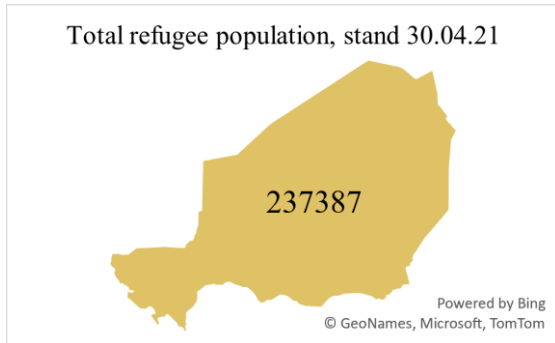 Total refugee population, stand 30.04.21
237387
Powered by Bing
© GeoNames, Microsoft, TomTom